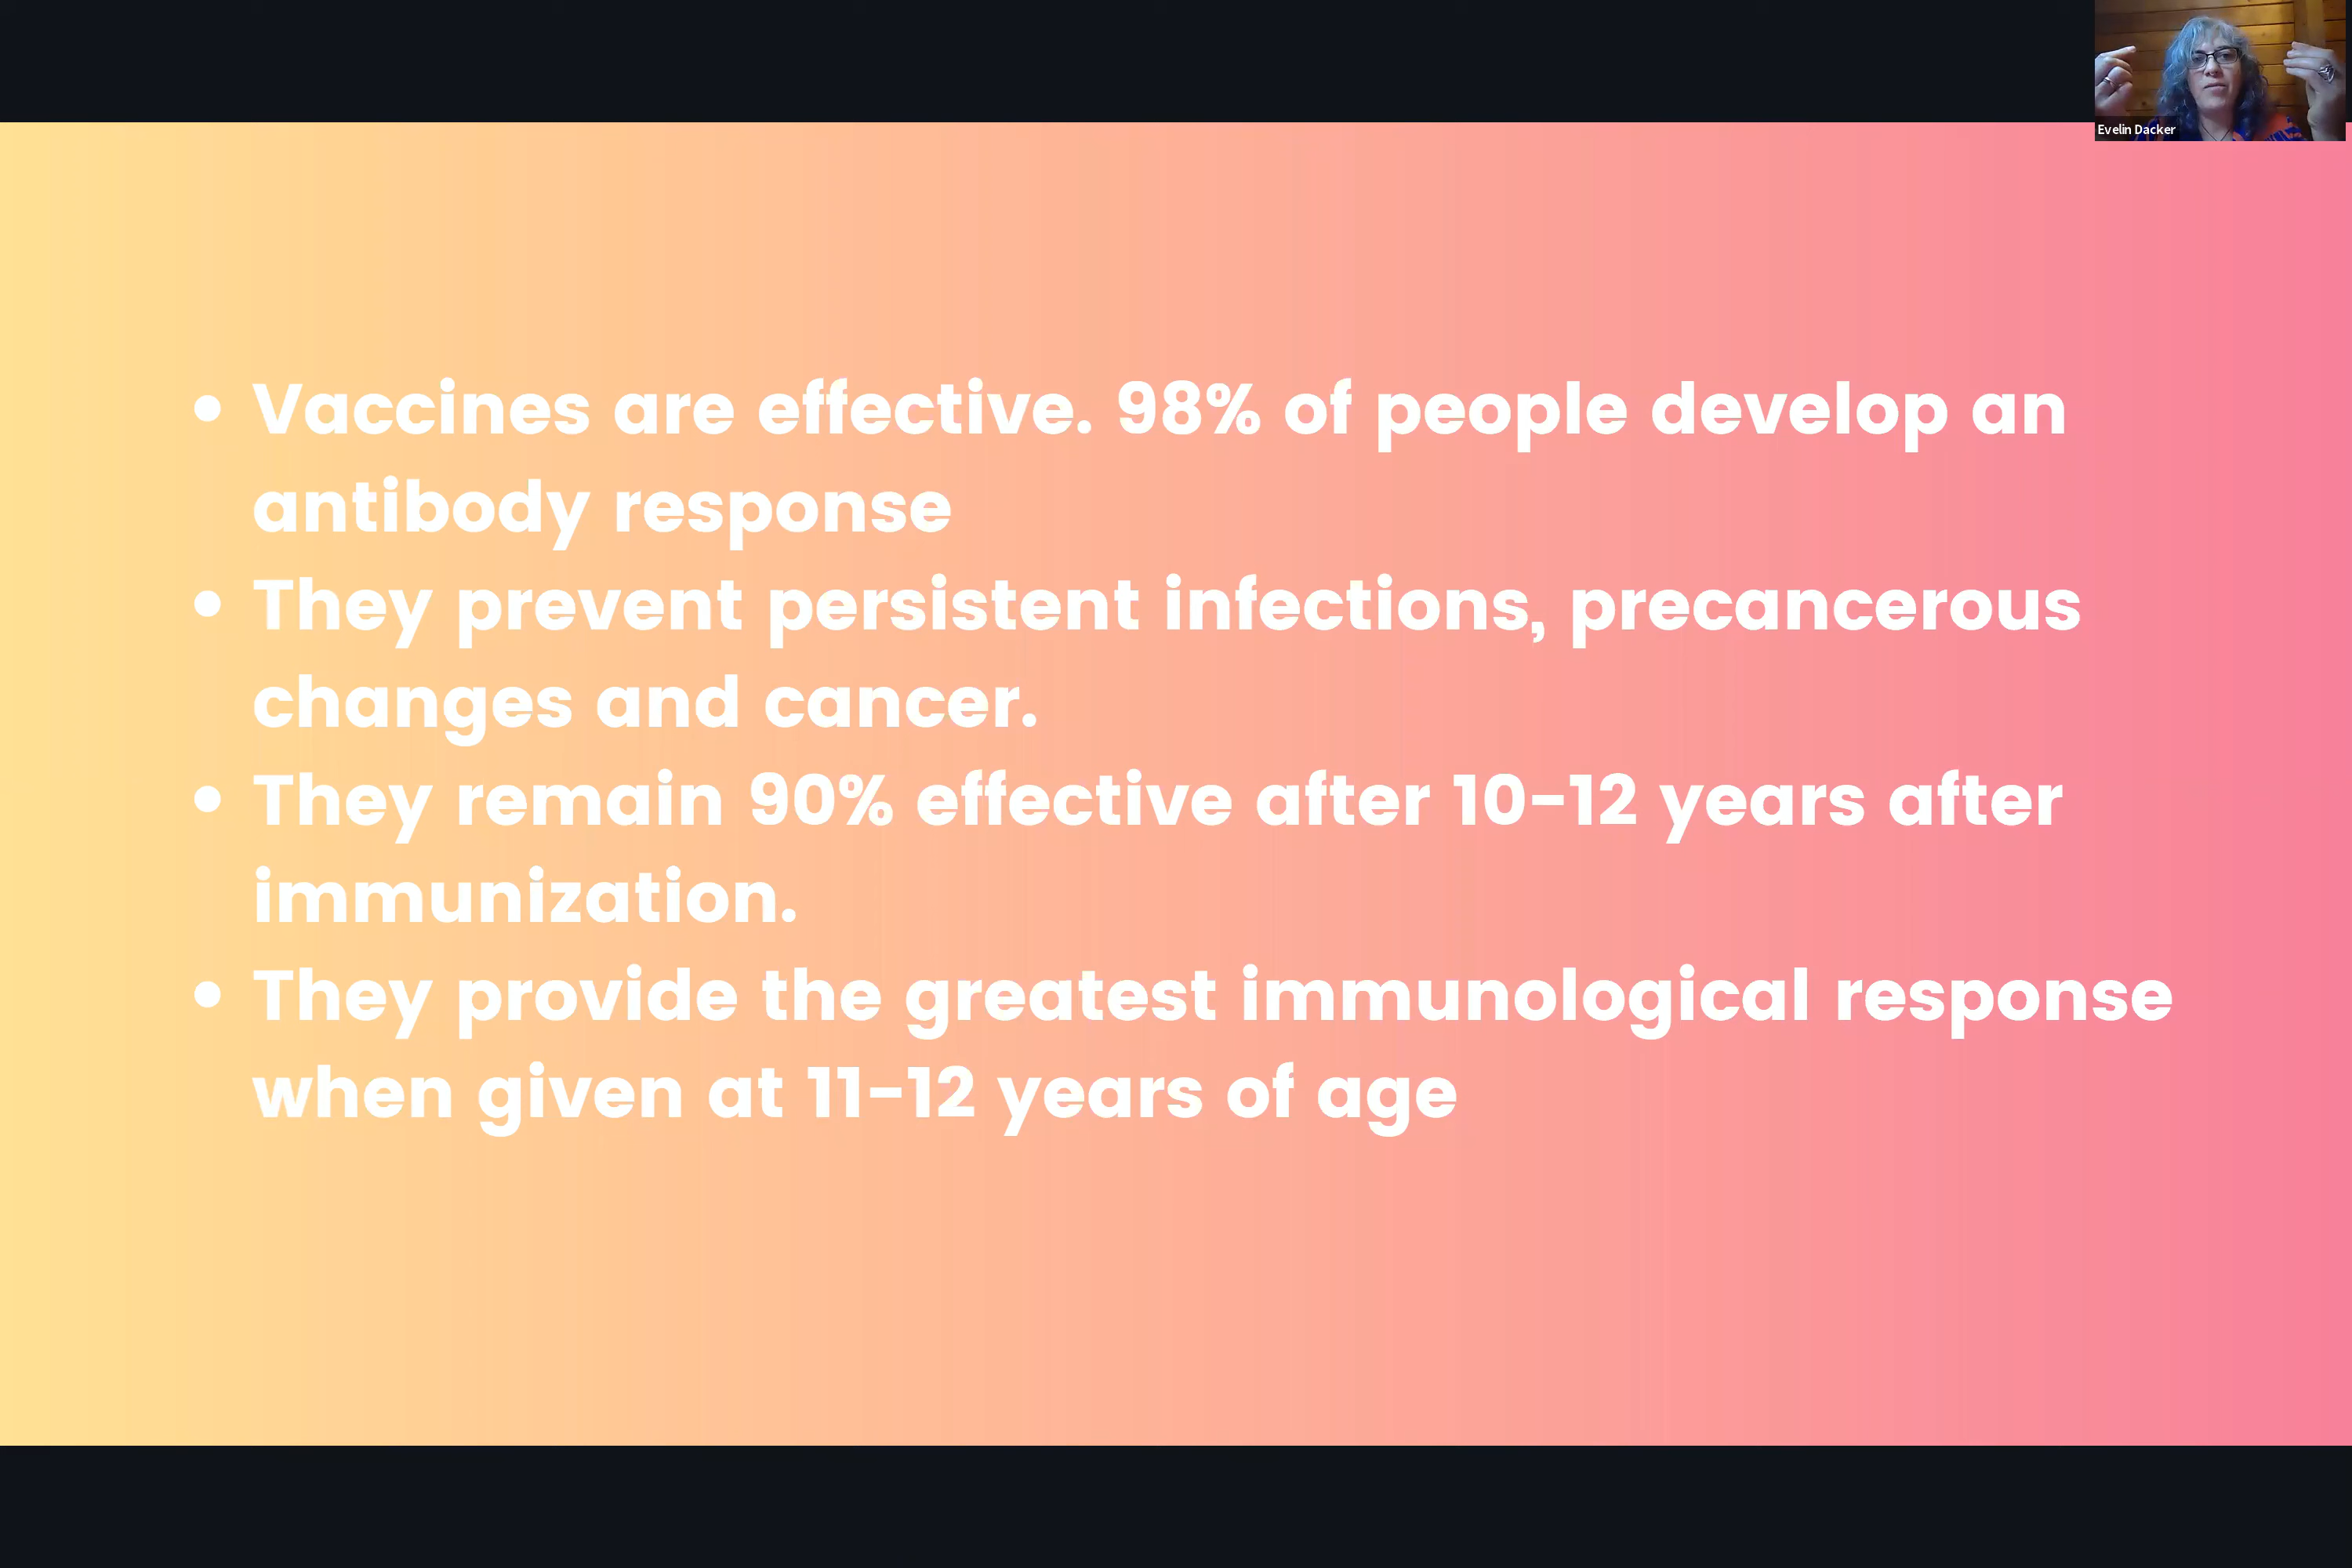 Evelin Dacker
• Vaccines are effective. 98% of people develop an
antibody response
• They prevent persistent infections, precancerous
changes and cancer.
• They remain 90% effective after 10-12 years after
immunization.
• They provide the greatest immunological response
when given at 11-12 years of age